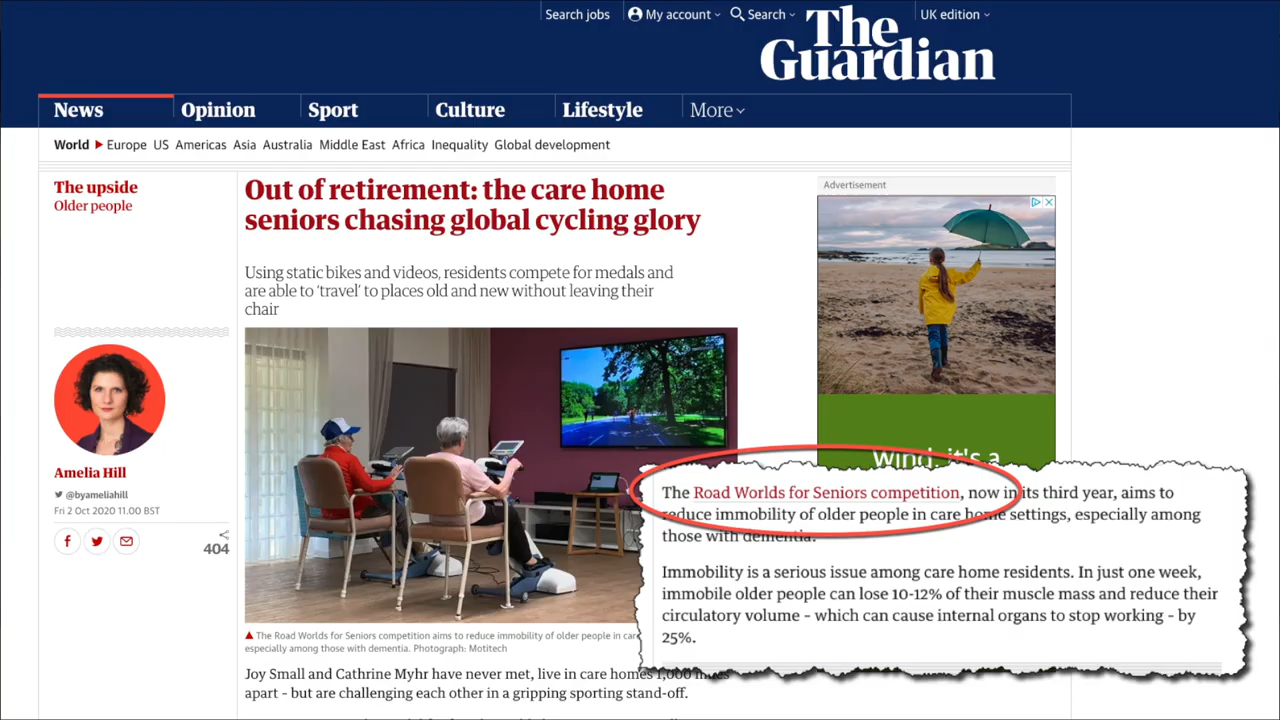 Search jobs
My account
Search
UK edition
The
Guardian
News
Opinion
Sport
Culture
Lifestyle
More
World
Europe US Americas Asia Australia Middle East Africa Inequality Global development
The upside
Older people
Out of retirement: the care home
seniors chasing global cycling glory
Using static bikes and videos, residents compete for medals and
are able to ‘travel’ to places old and new without leaving their
chair
Amelia Hill
@byameliahill
Fri 2 Oct 2020 11.00 BST
404
The Road Worlds for Seniors competition aims to reduce immobility of older people in
especially among those with dementia. Photograph: Motitech
Joy Small and Cathrine Myhr have never met, live in care homes 1,000 miles
apart – but are challenging each other in a gripping sporting stand-off.
Advertisement
Wind, it's a
The Road Worlds for Seniors competition, now in its third year, aims to
reduce immobility of older people in care home settings, especially among
those with dementia.
Immobility is a serious issue among care home residents. In just one week,
immobile older people can lose 10-12% of their muscle mass and reduce their
circulatory volume – which can cause internal organs to stop working – by
25%.